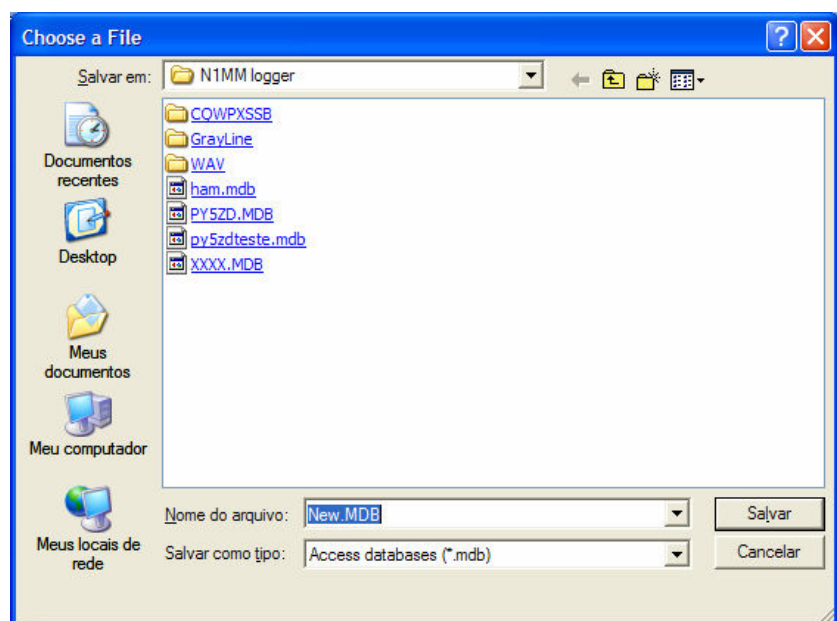 Choose a File
Salvar em:
N1MM logger
Documentos
recentes
Desktop
Meus
documentos
Meu computador
Meus locais de
rede
CQWPXSSB
GrayLine
WAV
ham.mdb
PY5ZD.MDB
py5zdteste.mdb
XXXX.MDB
Nome do arquivo:
New.MDB
Salvar
Salvar como tipo:
Access databases (*.mdb)
Cancelar